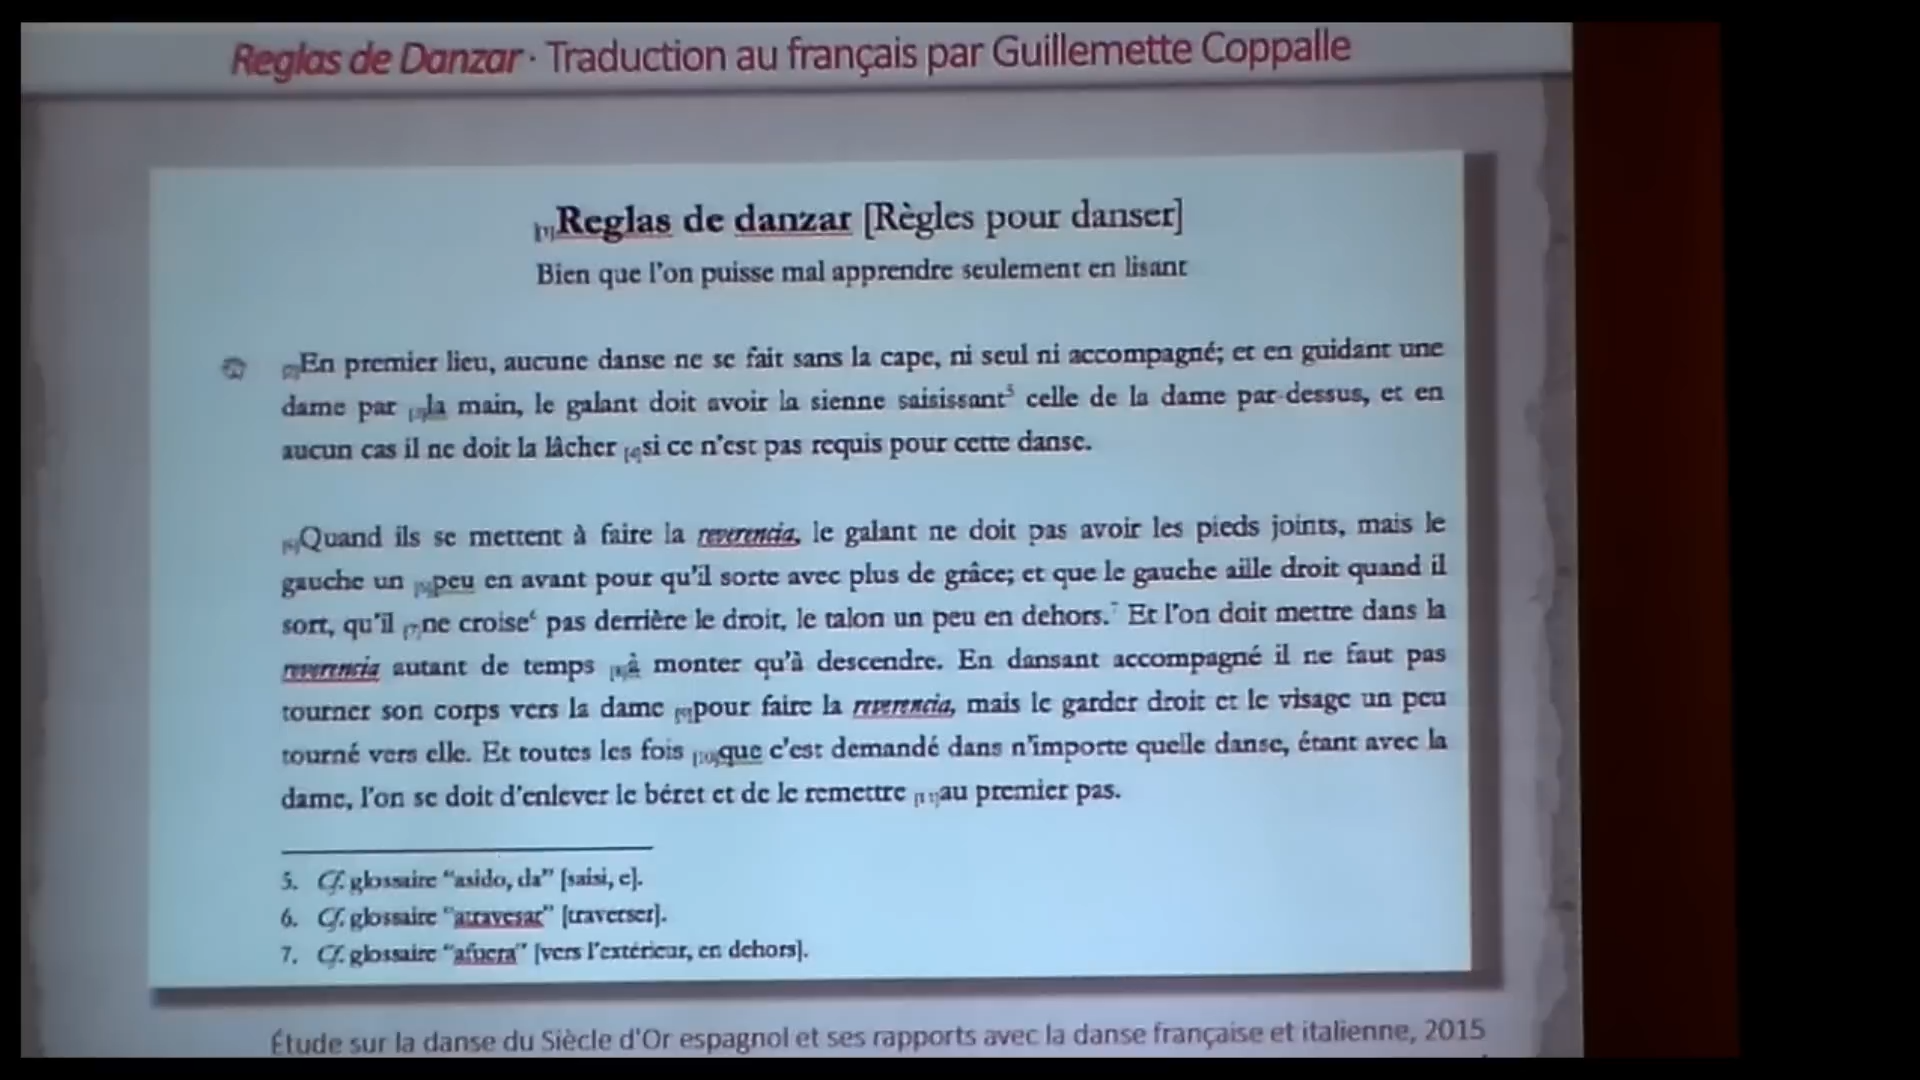 Reglas de Danzar · Traduction au français par Guillemette Coppalle
[1]Reglas de danzar [Règles pour danser]
Bien que l'on puisse mal apprendre seulement en lisant
[2]En premier lieu, aucune danse ne se fait sans la cape, ni seul ni accompagné; et en guidant une
dame par [3]la main, le galant doit avoir la sienne saisissant⁵ celle de la dame par dessus, et en
aucun cas il ne doit la lâcher [4]si ce n'est pas requis pour cette danse.
[5]Quand ils se mettent à faire la reverencia, le galant ne doit pas avoir les pieds joints, mais le
gauche un [6]peu en avant pour qu'il sorte avec plus de grâce; et que le gauche aille droit quand il
sort, qu'il [7]ne croise⁶ pas derrière le droit, le talon un peu en dehors.⁷ Et l'on doit mettre dans la
reverencia autant de temps [8]à monter qu'à descendre. En dansant accompagné il ne faut pas
tourner son corps vers la dame [9]pour faire la reverencia, mais le garder droit et le visage un peu
tourné vers elle. Et toutes les fois [10]que c'est demandé dans n'importe quelle danse, étant avec la
dame, l'on se doit d'enlever le béret et de le remettre [11]au premier pas.
5. Cf. glossaire "asido, da" [saisi, e].
6. Cf. glossaire "atravesar" [traverser].
7. Cf. glossaire "afuera" [vers l'extérieur, en dehors].
Étude sur la danse du Siècle d'Or espagnol et ses rapports avec la danse française et italienne, 2015